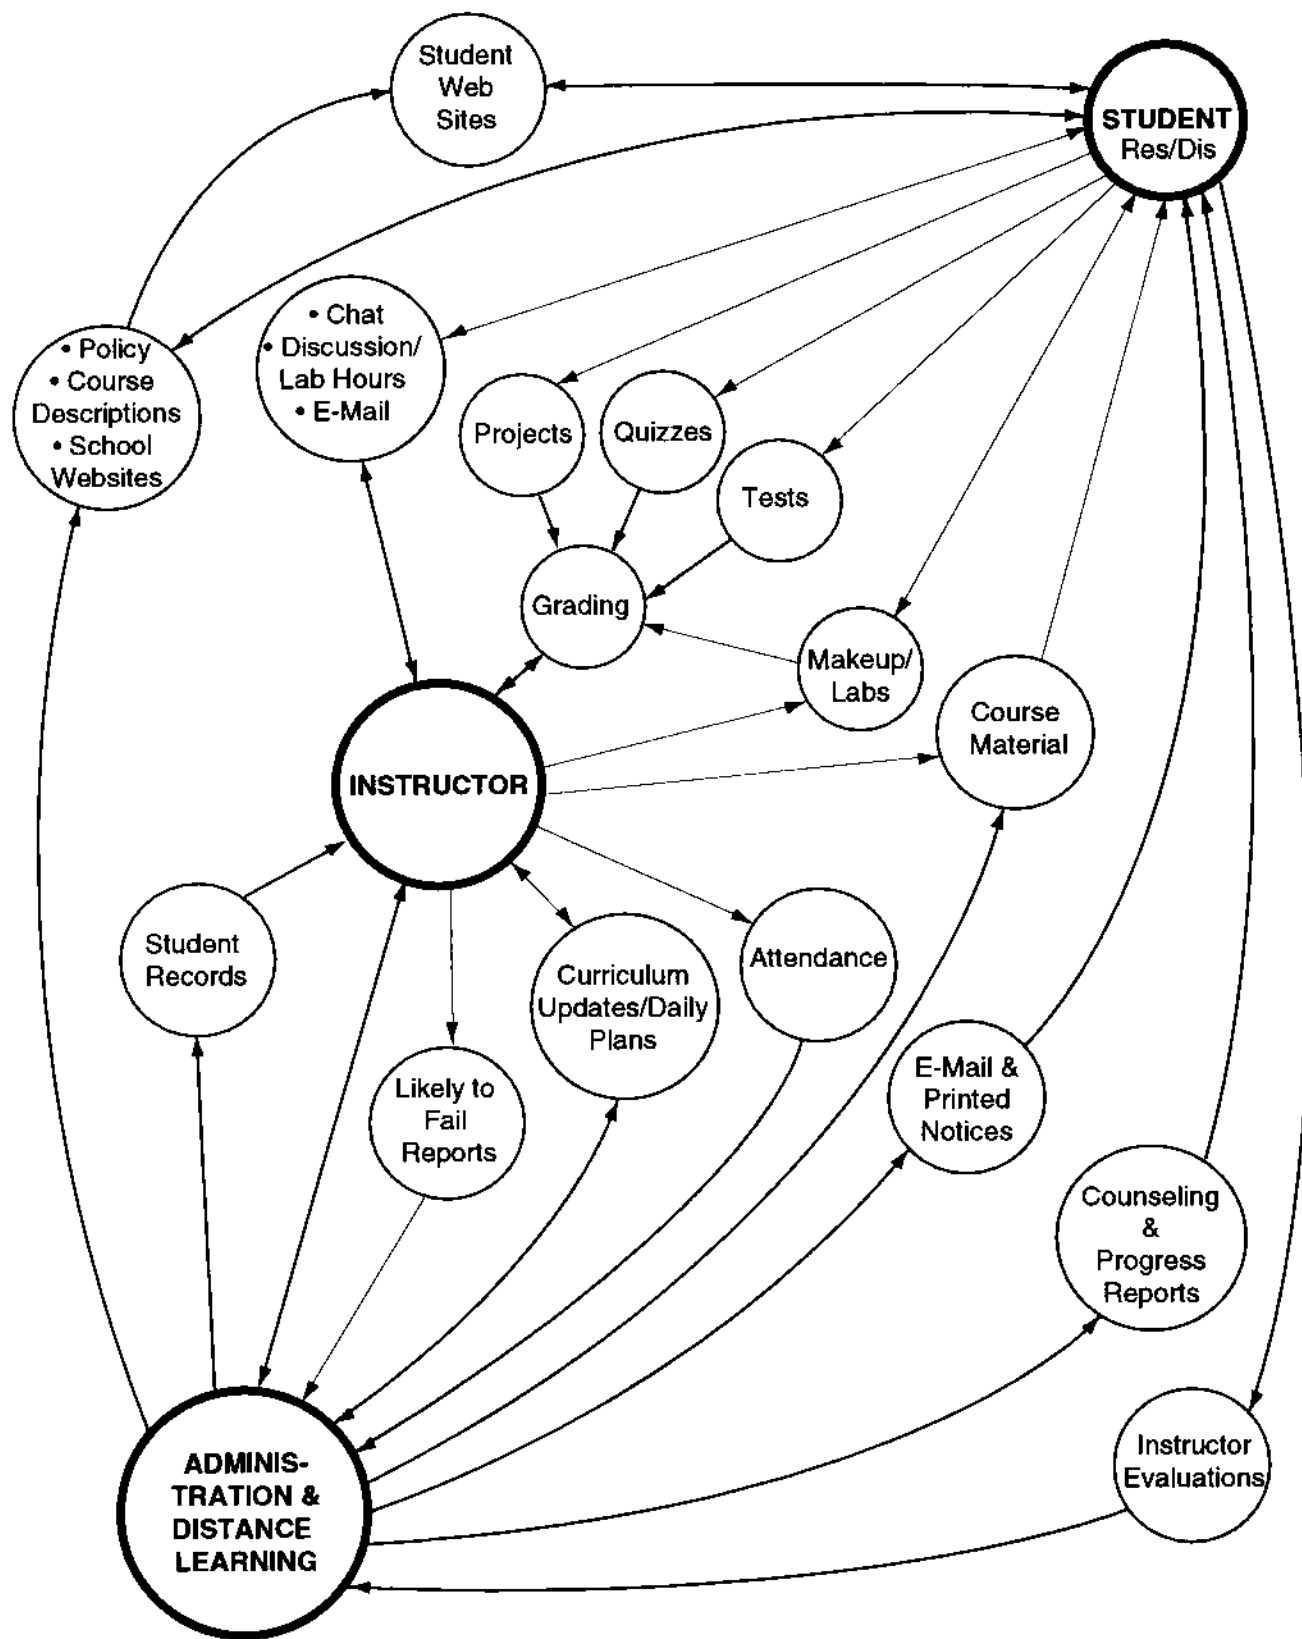 Student
Web
Sites
STUDENT
Res/Dis
• Policy
• Course
Descriptions
• School
Websites
• Chat
• Discussion/
Lab Hours
• E-Mail
Projects
Quizzes
Tests
Grading
Makeup/
Labs
Course
Material
INSTRUCTOR
Student
Records
Likely to
Fail
Reports
Curriculum
Updates/Daily
Plans
Attendance
E-Mail &
Printed
Notices
Counseling
&
Progress
Reports
Instructor
Evaluations
ADMINIS-
TRATION &
DISTANCE
LEARNING